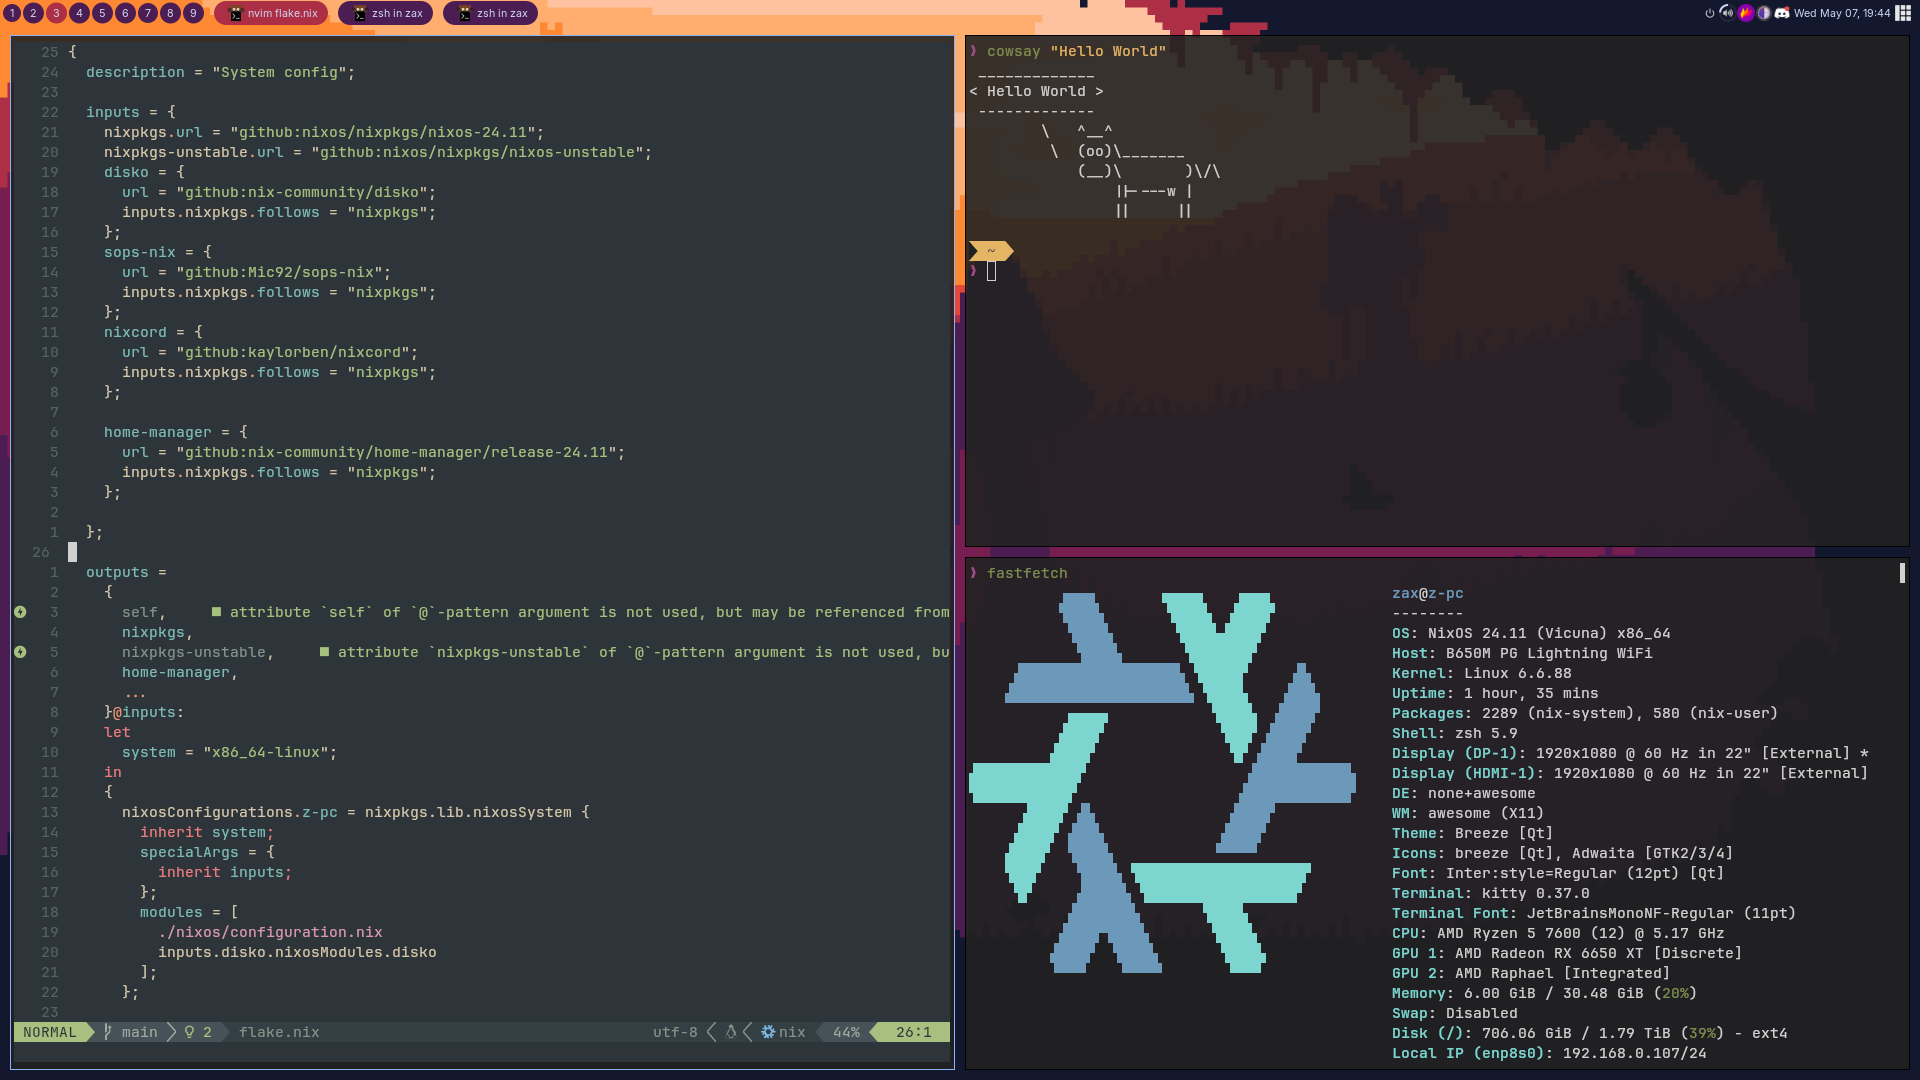 1 2 3 4 5 6 7 8 9 nvim flake.nix zsh in zax zsh in zax Wed May 07, 19:44
25 {
24   description = "System config";
23
22   inputs = {
21     nixpkgs.url = "github:nixos/nixpkgs/nixos-24.11";
20     nixpkgs-unstable.url = "github:nixos/nixpkgs/nixos-unstable";
19     disko = {
18       url = "github:nix-community/disko";
17       inputs.nixpkgs.follows = "nixpkgs";
16     };
15     sops-nix = {
14       url = "github:Mic92/sops-nix";
13       inputs.nixpkgs.follows = "nixpkgs";
12     };
11     nixcord = {
10       url = "github:kaylorben/nixcord";
9       inputs.nixpkgs.follows = "nixpkgs";
8     };
7
6     home-manager = {
5       url = "github:nix-community/home-manager/release-24.11";
4       inputs.nixpkgs.follows = "nixpkgs";
3     };
2
1   };
26
1   outputs =
2     {
3       self,     ■ attribute `self` of `@`-pattern argument is not used, but may be referenced from
4       nixpkgs,
5       nixpkgs-unstable,     ■ attribute `nixpkgs-unstable` of `@`-pattern argument is not used, bu
6       home-manager,
7       ...
8     }@inputs:
9     let
10       system = "x86_64-linux";
11     in
12     {
13       nixosConfigurations.z-pc = nixpkgs.lib.nixosSystem {
14         inherit system;
15         specialArgs = {
16           inherit inputs;
17         };
18         modules = [
19           ./nixos/configuration.nix
20           inputs.disko.nixosModules.disko
21         ];
22       };
23
NORMAL main 2 flake.nix utf-8 nix 44% 26:1
❱ cowsay "Hello World"
 _____________
< Hello World >
 -------------
        \   ^__^
         \  (oo)\_______
            (__)\       )\/\
                ||----w |
                ||     ||
~
❱
❱ fastfetch
zax@z-pc
--------
OS: NixOS 24.11 (Vicuna) x86_64
Host: B650M PG Lightning WiFi
Kernel: Linux 6.6.88
Uptime: 1 hour, 35 mins
Packages: 2289 (nix-system), 580 (nix-user)
Shell: zsh 5.9
Display (DP-1): 1920x1080 @ 60 Hz in 22" [External] *
Display (HDMI-1): 1920x1080 @ 60 Hz in 22" [External]
DE: none+awesome
WM: awesome (X11)
Theme: Breeze [Qt]
Icons: breeze [Qt], Adwaita [GTK2/3/4]
Font: Inter:style=Regular (12pt) [Qt]
Terminal: kitty 0.37.0
Terminal Font: JetBrainsMonoNF-Regular (11pt)
CPU: AMD Ryzen 5 7600 (12) @ 5.17 GHz
GPU 1: AMD Radeon RX 6650 XT [Discrete]
GPU 2: AMD Raphael [Integrated]
Memory: 6.00 GiB / 30.48 GiB (20%)
Swap: Disabled
Disk (/): 706.06 GiB / 1.79 TiB (39%) - ext4
Local IP (enp8s0): 192.168.0.107/24